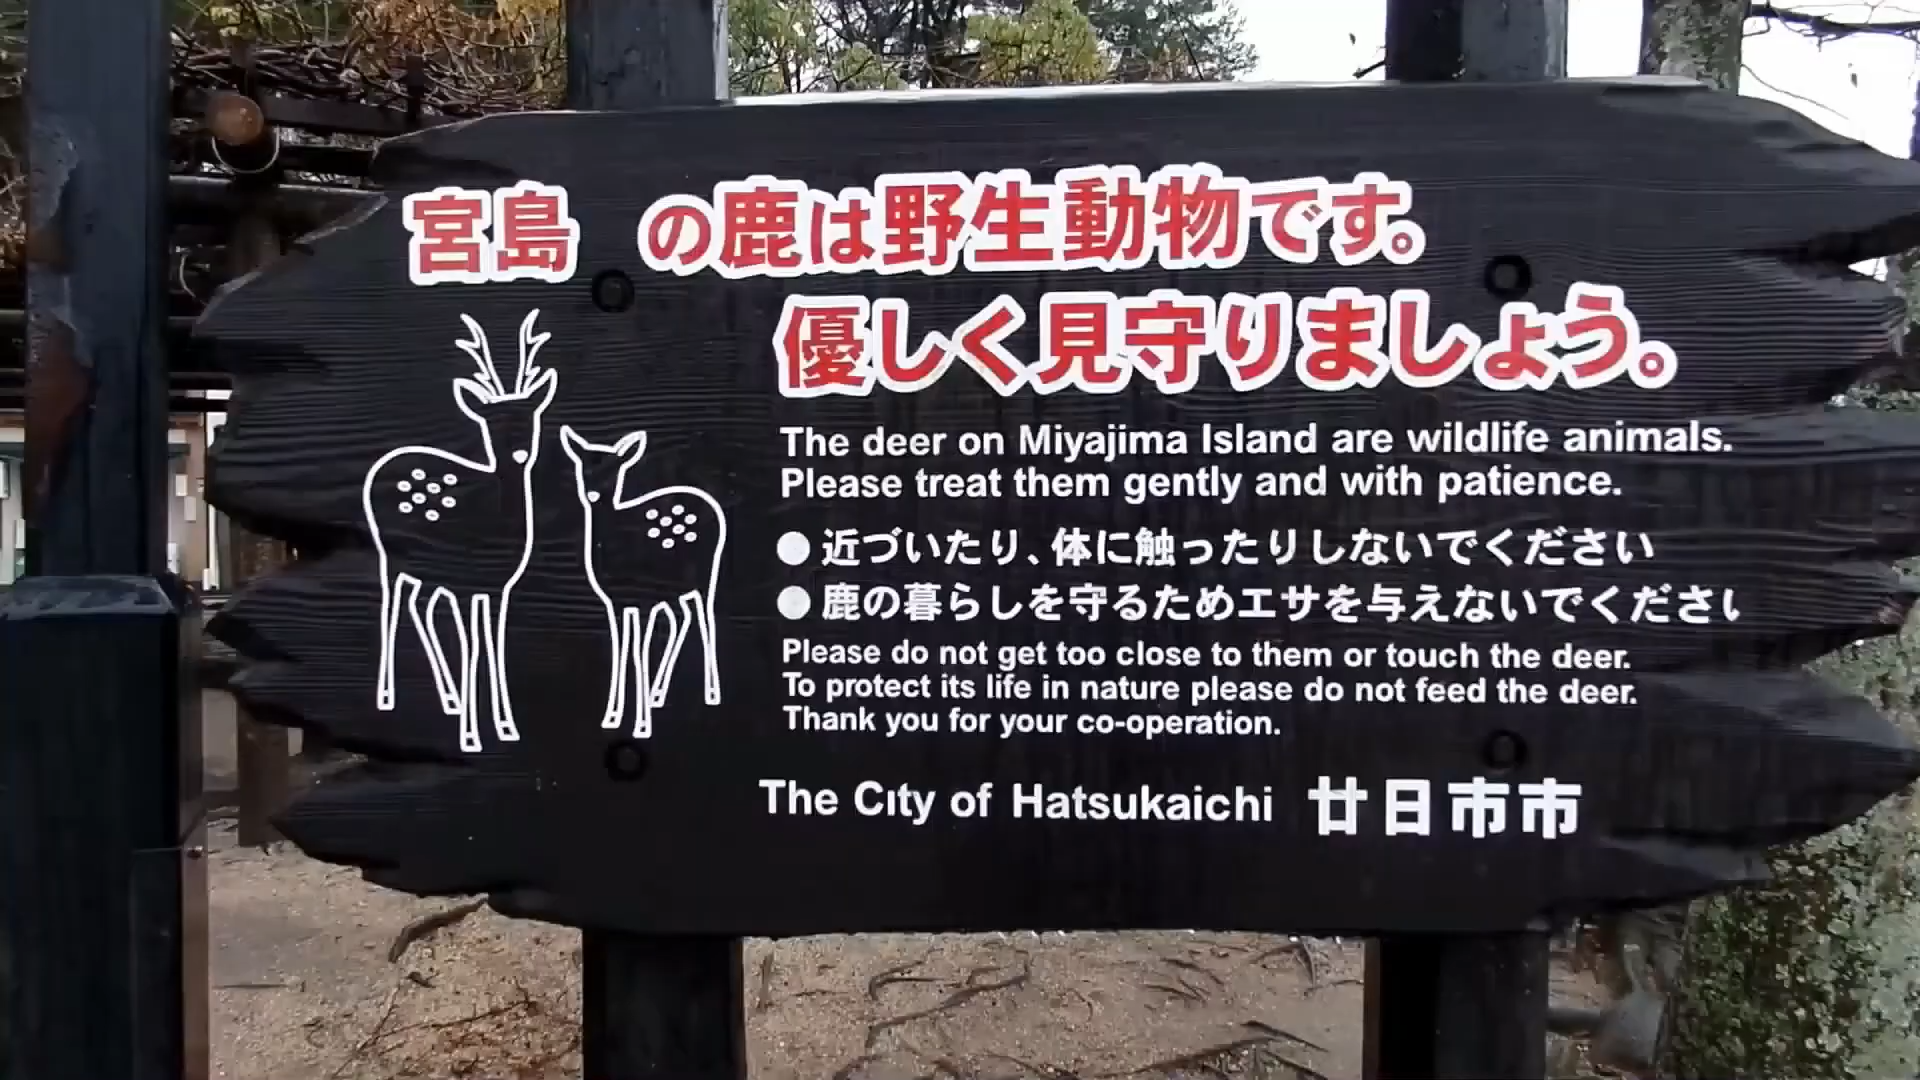 宮島 の鹿は野生動物です。
優しく見守りましょう。
The deer on Miyajima Island are wildlife animals.
Please treat them gently and with patience.
●近づいたり、体に触ったりしないでください
●鹿の暮らしを守るためエサを与えないでください
Please do not get too close to them or touch the deer.
To protect its life in nature please do not feed the deer.
Thank you for your co-operation.
The City of Hatsukaichi 廿日市市